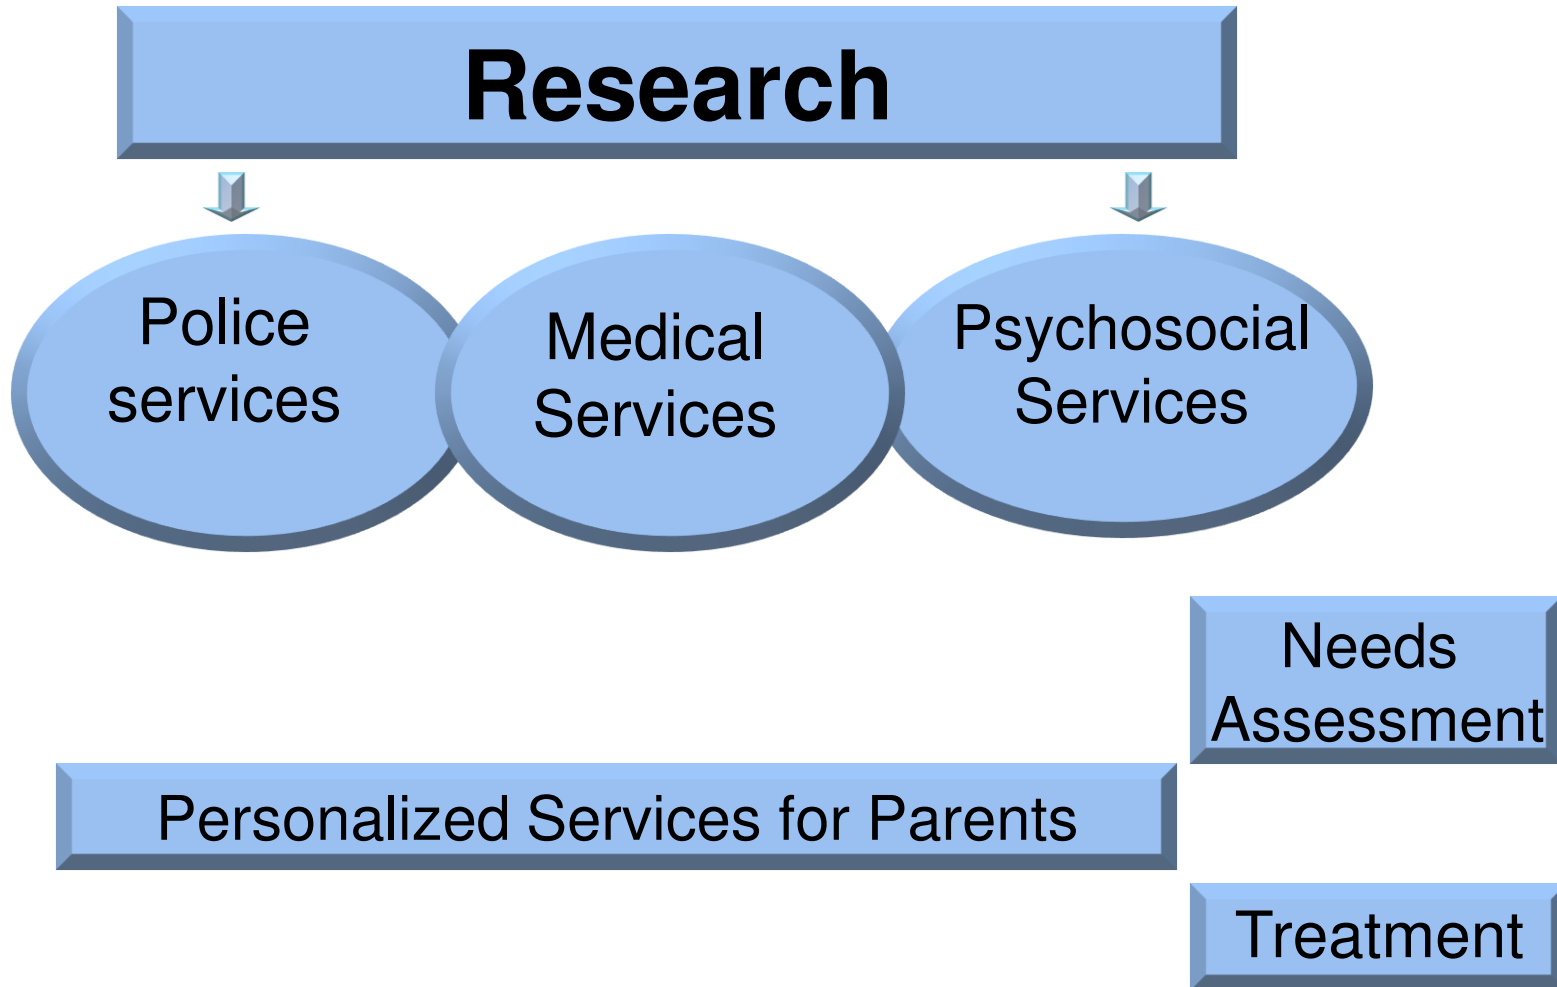 Research
Police
services
Medical
Services
Psychosocial
Services
Needs
Assessment
Personalized Services for Parents
Treatment